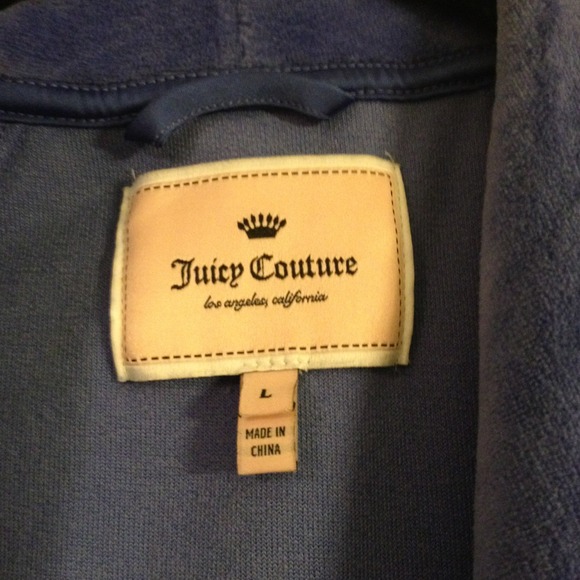 Juicy Couture
los angeles, california
L
MADE IN
CHINA